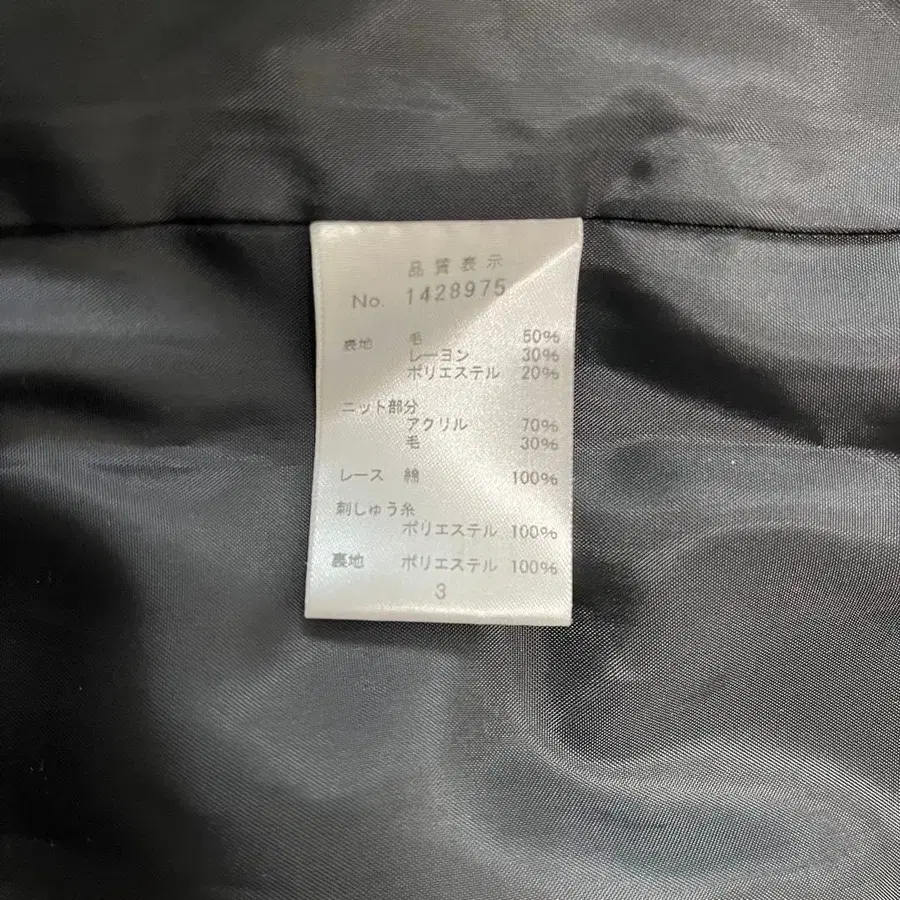 品質表示
No. 1428975
表地 毛 50%
レーヨン 30%
ポリエステル 20%
ニット部分
アクリル 70%
毛 30%
レース 綿 100%
刺しゅう糸
ポリエステル 100%
裏地 ポリエステル 100%
3